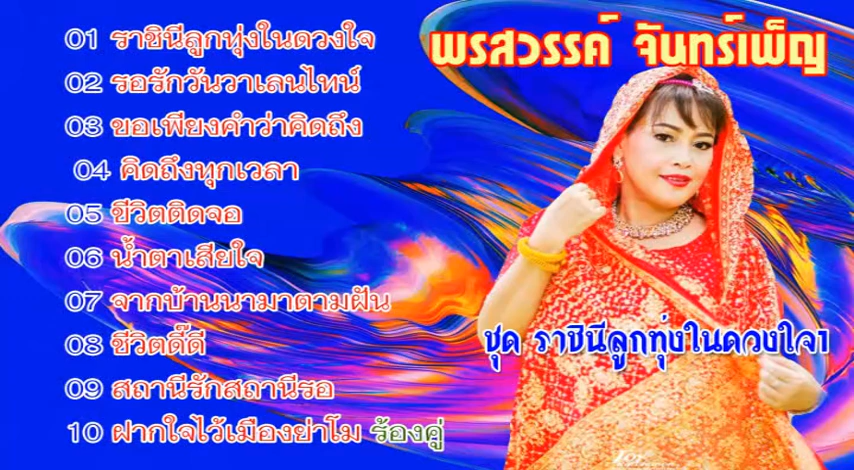 พรสวรรค์ จันทร์เพ็ญ
01 ราชินีลูกทุ่งในดวงใจ
02 รอรักวันวาเลนไทน์
03 ขอเพียงคำว่าคิดถึง
04 คิดถึงทุกเวลา
05 ชีวิตติดจอ
06 น้ำตาเสียใจ
07 จากบ้านนามาตามฝัน
08 ชีวิตดี๊ดี
09 สถานีรักสถานีรอ
10 ฝากใจไว้เมืองย่าโม ร้องคู่
ชุด ราชินีลูกทุ่งในดวงใจ1